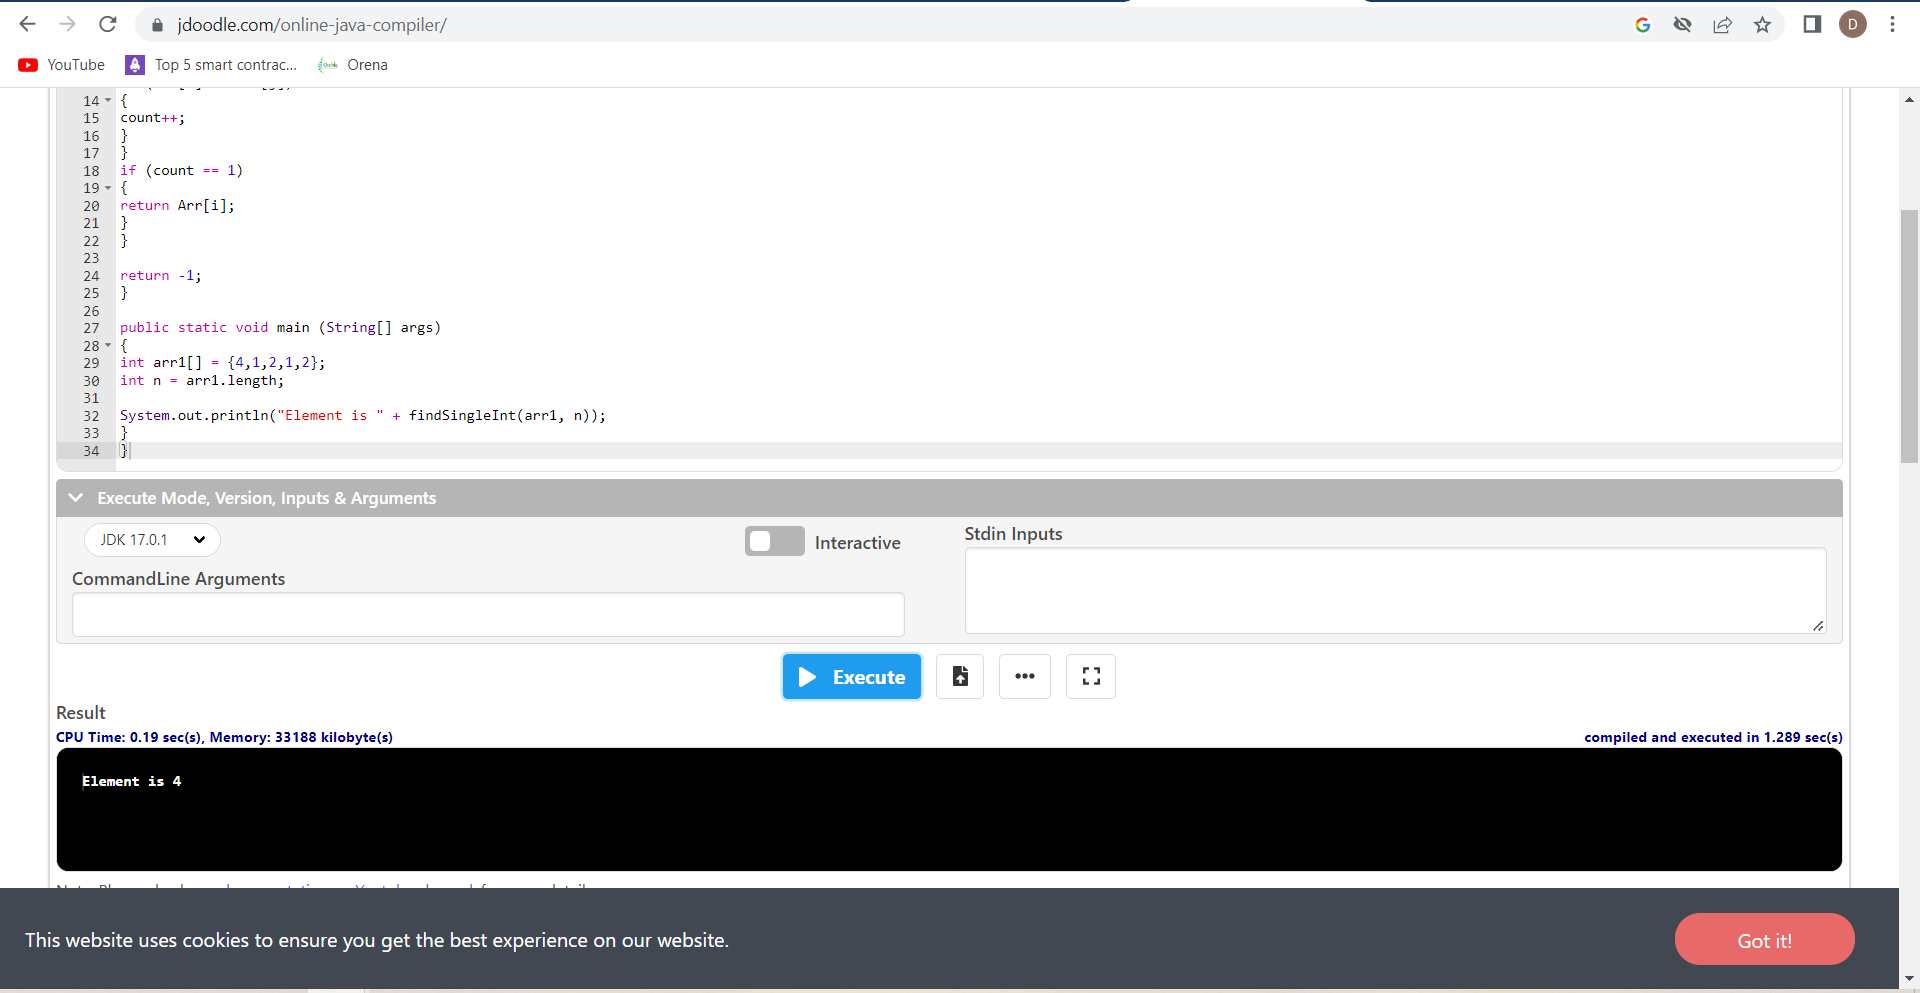 jdoodle.com/online-java-compiler/
D
YouTube
Top 5 smart contrac...
Orena
14 {
15 count++;
16 }
17 }
18 if (count == 1)
19 {
20 return Arr[i];
21 }
22 }
23
24 return -1;
25 }
26
27 public static void main (String[] args)
28 {
29 int arr1[] = {4,1,2,1,2};
30 int n = arr1.length;
31
32 System.out.println("Element is " + findSingleInt(arr1, n));
33 }
34 }
Execute Mode, Version, Inputs & Arguments
JDK 17.0.1
Interactive
Stdin Inputs
CommandLine Arguments
Execute
Result
CPU Time: 0.19 sec(s), Memory: 33188 kilobyte(s)
compiled and executed in 1.289 sec(s)
Element is 4
This website uses cookies to ensure you get the best experience on our website.
Got it!